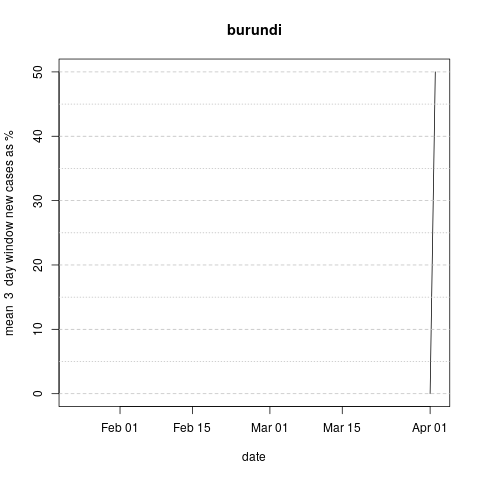 burundi
mean 3 day window new cases as %
50
40
30
20
10
0
Feb 01
Feb 15
Mar 01
Mar 15
Apr 01
date